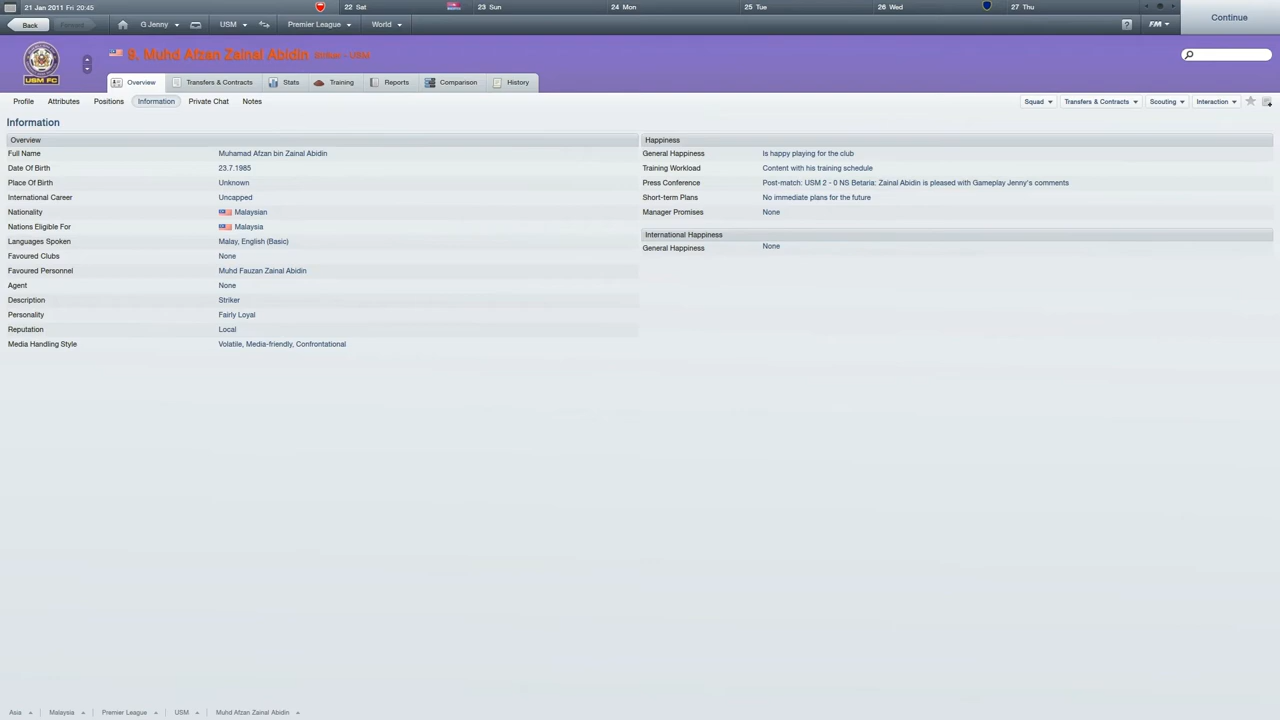 21 Jan 2011 Fri 20:45
22 Sat
23 Sun
24 Mon
25 Tue
26 Wed
27 Thu
Continue
Back
Forward
G Jenny
USM
Premier League
World
FM
9. Muhd Afzan Zainal Abidin Striker - USM
USM FC
Overview
Transfers & Contracts
Stats
Training
Reports
Comparison
History
Profile
Attributes
Positions
Information
Private Chat
Notes
Squad
Transfers & Contracts
Scouting
Interaction
Information
Overview
Full Name Muhamad Afzan bin Zainal Abidin
Date Of Birth 23.7.1985
Place Of Birth Unknown
International Career Uncapped
Nationality Malaysian
Nations Eligible For Malaysia
Languages Spoken Malay, English (Basic)
Favoured Clubs None
Favoured Personnel Muhd Fauzan Zainal Abidin
Agent None
Description Striker
Personality Fairly Loyal
Reputation Local
Media Handling Style Volatile, Media-friendly, Confrontational
Happiness
General Happiness Is happy playing for the club
Training Workload Content with his training schedule
Press Conference Post-match: USM 2 - 0 NS Betaria: Zainal Abidin is pleased with Gameplay Jenny's comments
Short-term Plans No immediate plans for the future
Manager Promises None
International Happiness
General Happiness None
Asia
Malaysia
Premier League
USM
Muhd Afzan Zainal Abidin